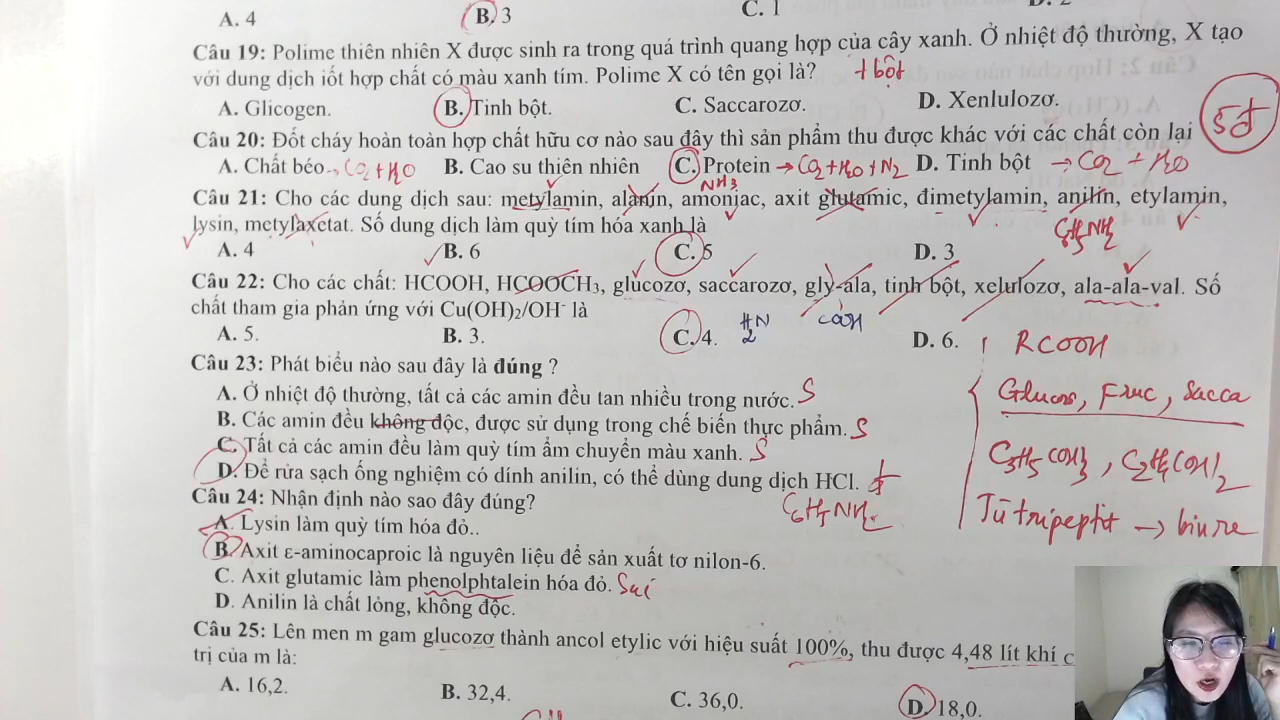 A. 4 B. 3 C. 1
Câu 19: Polime thiên nhiên X được sinh ra trong quá trình quang hợp của cây xanh. Ở nhiệt độ thường, X tạo
với dung dịch iốt hợp chất có màu xanh tím. Polime X có tên gọi là? t bột
A. Glicogen. B. Tinh bột. C. Saccarozơ. D. Xenlulozơ.
5đ
Câu 20: Đốt cháy hoàn toàn hợp chất hữu cơ nào sau đây thì sản phẩm thu được khác với các chất còn lại
A. Chất béo → CO2 + H2O B. Cao su thiên nhiên C. Protein → CO2 + H2O + N2 D. Tinh bột → CO2 + H2O
NH3
Câu 21: Cho các dung dịch sau: metylamin, alanin, amoniac, axit glutamic, đimetylamin, anilin, etylamin,
lysin, metylaxetat. Số dung dịch làm quỳ tím hóa xanh là C6H5NH2
A. 4 B. 6 C. 5 D. 3
Câu 22: Cho các chất: HCOOH, HCOOCH3, glucozơ, saccarozơ, gly-ala, tinh bột, xelulozơ, ala-ala-val. Số
chất tham gia phản ứng với Cu(OH)2/OH- là H2N COOH
A. 5. B. 3. C. 4. D. 6. RCOOH
Câu 23: Phát biểu nào sau đây là đúng ?
A. Ở nhiệt độ thường, tất cả các amin đều tan nhiều trong nước. S Glucos, Fruc, Sacca
B. Các amin đều không độc, được sử dụng trong chế biến thực phẩm. S
C. Tất cả các amin đều làm quỳ tím ẩm chuyển màu xanh. S C3H5(OH)3, C2H4(OH)2
D. Để rửa sạch ống nghiệm có dính anilin, có thể dùng dung dịch HCl. đ
Câu 24: Nhận định nào sao đây đúng? C6H5NH2 Từ tripeptit → biure
A. Lysin làm quỳ tím hóa đỏ..
B. Axit ε-aminocaproic là nguyên liệu để sản xuất tơ nilon-6.
C. Axit glutamic làm phenolphtalein hóa đỏ. Sai
D. Anilin là chất lỏng, không độc.
Câu 25: Lên men m gam glucozơ thành ancol etylic với hiệu suất 100%, thu được 4,48 lít khí
trị của m là:
A. 16,2. B. 32,4. C. 36,0. D. 18,0.